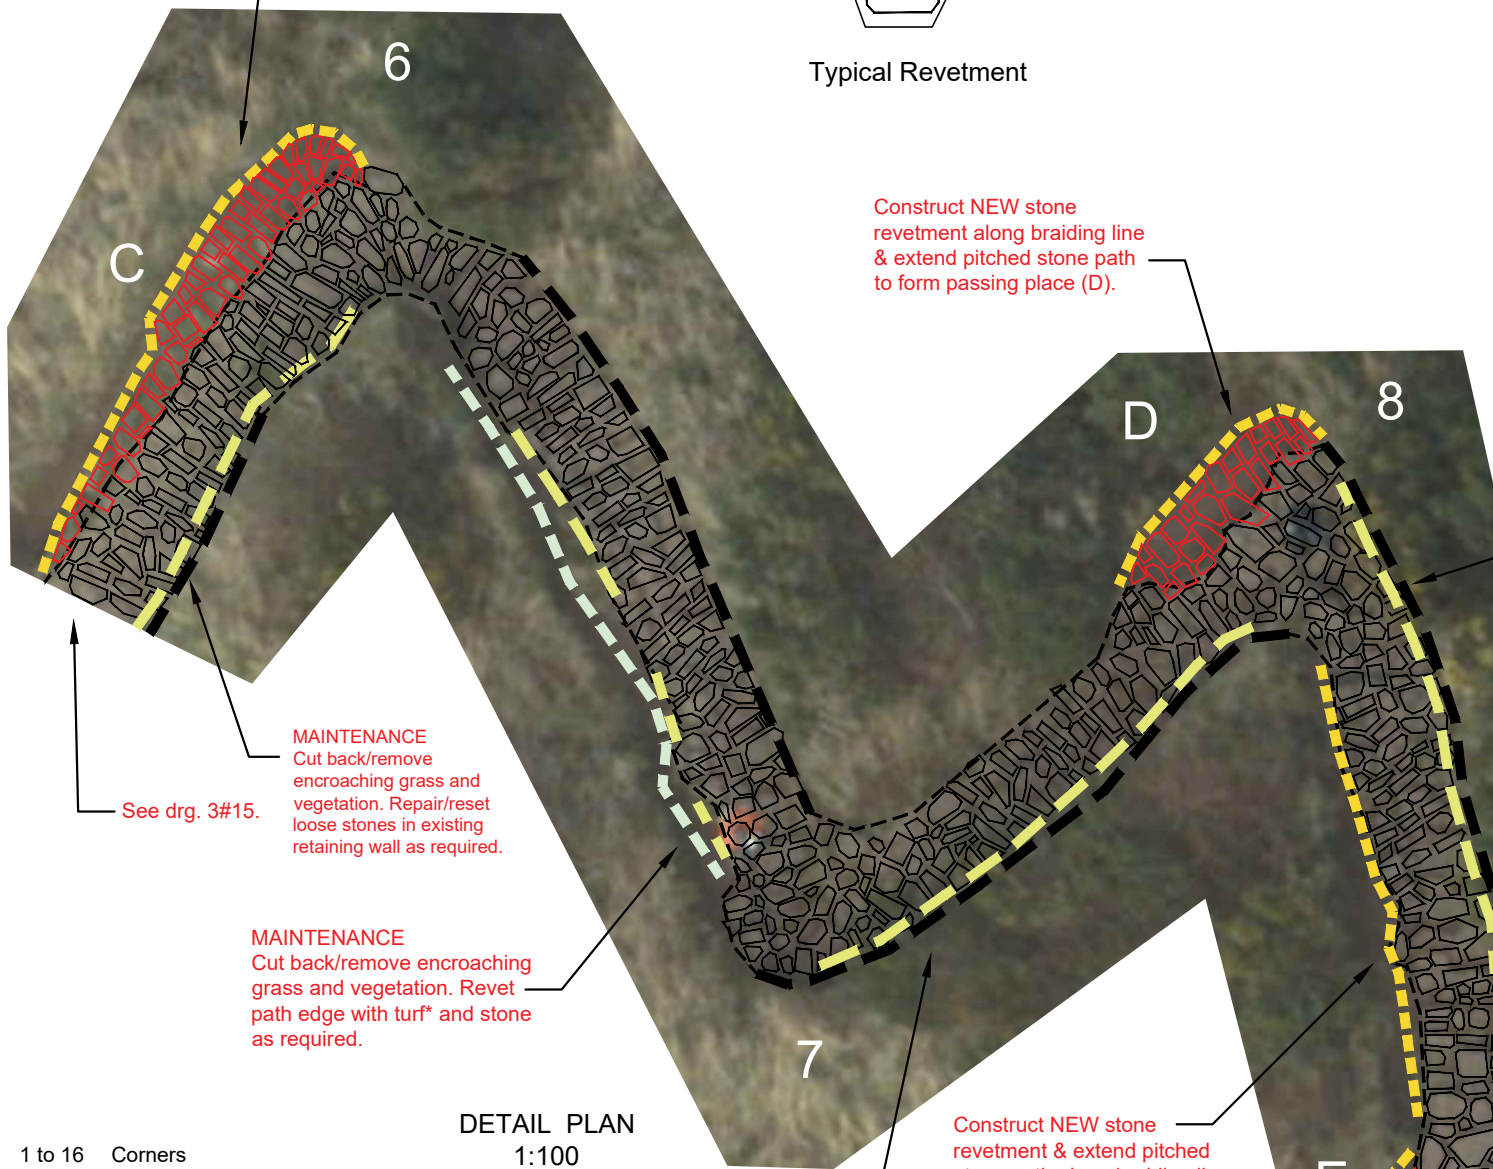 6
Typical Revetment
C
Construct NEW stone
revetment along braiding line
& extend pitched stone path
to form passing place (D).
D
8
MAINTENANCE
Cut back/remove
encroaching grass and
vegetation. Repair/reset
loose stones in existing
retaining wall as required.
See drg. 3#15.
MAINTENANCE
Cut back/remove encroaching
grass and vegetation. Revet
path edge with turf* and stone
as required.
7
DETAIL PLAN
1:100
1 to 16 Corners
Construct NEW stone
revetment & extend pitched